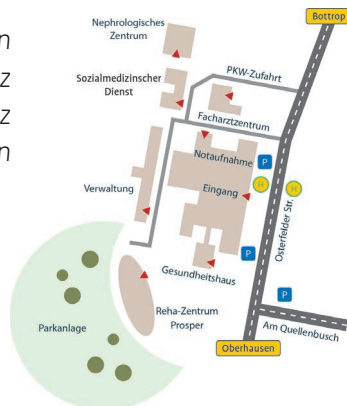 Bottrop
Nephrologisches
Zentrum
Sozialmedizinscher
Dienst
PKW-Zufahrt
Facharztzentrum
Notaufnahme
P
H
H
Verwaltung
Eingang
Osterfelder Str.
P
Gesundheitshaus
P
Reha-Zentrum
Prosper
Parkanlage
Am Quellenbusch
Oberhausen
n
z
z
n